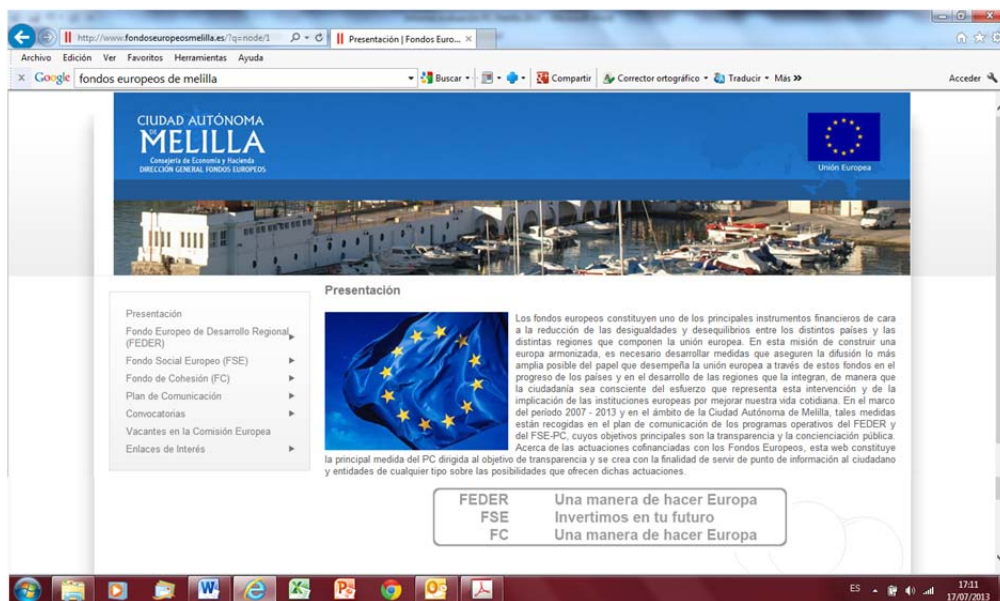 http://www.fondoseuropeosmelilla.es/?q=node/1
Presentación | Fondos Euro...
Archivo Edición Ver Favoritos Herramientas Ayuda
x Google fondos europeos de melilla Buscar Compartir Corrector ortográfico Traducir Más » Acceder
CIUDAD AUTÓNOMA
DE MELILLA
Consejería de Economía y Hacienda
DIRECCIÓN GENERAL FONDOS EUROPEOS
Unión Europea
Presentación
Fondo Europeo de Desarrollo Regional
(FEDER)
Fondo Social Europeo (FSE)
Fondo de Cohesión (FC)
Plan de Comunicación
Convocatorias
Vacantes en la Comisión Europea
Enlaces de Interés
Presentación
Los fondos europeos constituyen uno de los principales instrumentos financieros de cara
a la reducción de las desigualdades y desequilibrios entre los distintos países y las
distintas regiones que componen la unión europea. En esta misión de construir una
europa armonizada, es necesario desarrollar medidas que aseguren la difusión lo más
amplia posible del papel que desempeña la unión europea a través de estos fondos en el
progreso de los países y en el desarrollo de las regiones que la integran, de manera que
la ciudadanía sea consciente del esfuerzo que representa esta intervención y de la
implicación de las instituciones europeas por mejorar nuestra vida cotidiana. En el marco
del periodo 2007 - 2013 y en el ámbito de la Ciudad Autónoma de Melilla, tales medidas
están recogidas en el plan de comunicación de los programas operativos del FEDER y
del FSE-PC, cuyos objetivos principales son la transparencia y la concienciación pública.
Acerca de las actuaciones cofinanciadas con los Fondos Europeos, esta web constituye
la principal medida del PC dirigida al objetivo de transparencia y se crea con la finalidad de servir de punto de información al ciudadano
y entidades de cualquier tipo sobre las posibilidades que ofrecen dichas actuaciones.
FEDER Una manera de hacer Europa
FSE Invertimos en tu futuro
FC Una manera de hacer Europa
ES
17:11
17/07/2013